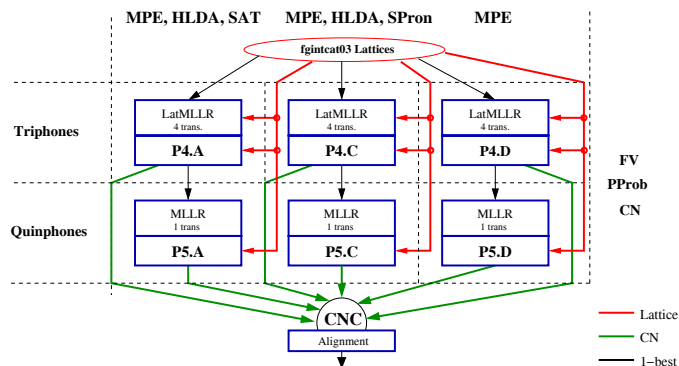 MPE, HLDA, SAT
MPE, HLDA, SPron
MPE
fgintcat03 Lattices
Triphones
LatMLLR
4 trans.
P4.A
LatMLLR
4 trans.
P4.C
LatMLLR
4 trans.
P4.D
FV
PProb
CN
Quinphones
MLLR
1 trans
P5.A
MLLR
1 trans
P5.C
MLLR
1 trans
P5.D
CNC
Alignment
Lattice
CN
1−best